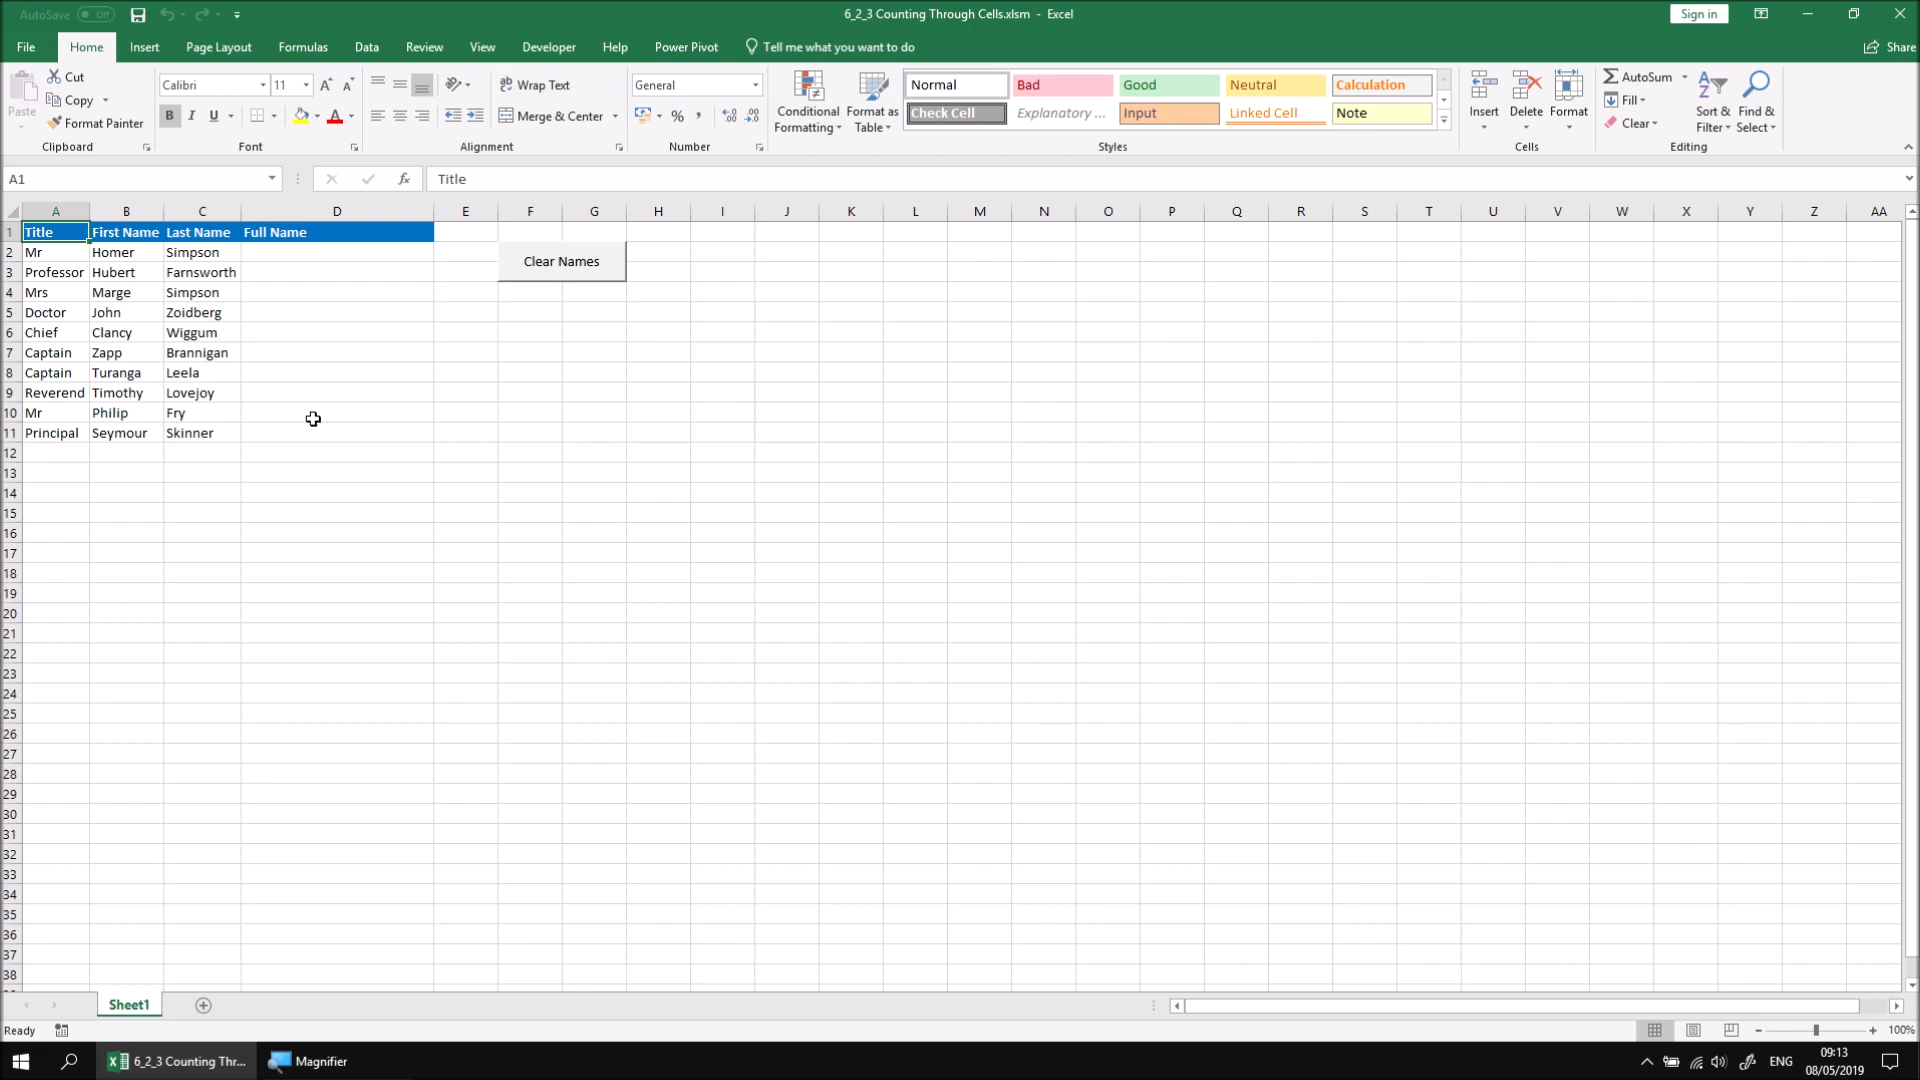 AutoSave Off 6_2_3 Counting Through Cells.xlsm - Excel Sign in
File Home Insert Page Layout Formulas Data Review View Developer Help Power Pivot Tell me what you want to do Share
Paste Cut Copy Format Painter Clipboard
Calibri 11 B I U Font
Wrap Text Merge & Center Alignment
General % Number
Conditional Formatting Format as Table
Normal Bad Good Neutral Calculation
Check Cell Explanatory ... Input Linked Cell Note
Styles
Insert Delete Format Cells
AutoSum Fill Clear Sort & Filter Find & Select Editing
A1 fx Title
A B C D E F G H I J K L M N O P Q R S T U V W X Y Z AA
1 Title First Name Last Name Full Name
2 Mr Homer Simpson
Clear Names
3 Professor Hubert Farnsworth
4 Mrs Marge Simpson
5 Doctor John Zoidberg
6 Chief Clancy Wiggum
7 Captain Zapp Brannigan
8 Captain Turanga Leela
9 Reverend Timothy Lovejoy
10 Mr Philip Fry
11 Principal Seymour Skinner
12
13
14
15
16
17
18
19
20
21
22
23
24
25
26
27
28
29
30
31
32
33
34
35
36
37
38
Sheet1
Ready 100%
6_2_3 Counting Thr... Magnifier ENG 09:13
08/05/2019